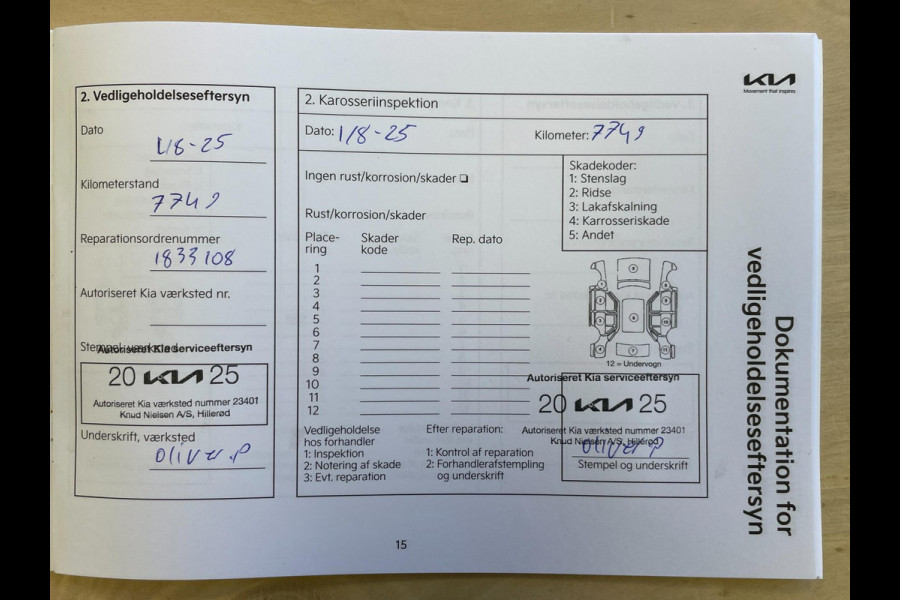 KIA
Movement that inspires
Dokumentation for
vedligeholdelseseftersyn
2. Vedligeholdelseseftersyn
Dato
1/8-25
Kilometerstand
7749
Reparationsordrenummer
1833108
Autoriseret Kia værksted nr.
Stempel, værksted
Autoriseret Kia serviceeftersyn
20 KIA 25
Autoriseret Kia værksted nummer 23401
Knud Nielsen A/S, Hillerød
Underskrift, værksted
Oliver P
2. Karosseriinspektion
Dato: 1/8-25 Kilometer: 7749
Ingen rust/korrosion/skader
Skadekoder:
1: Stenslag
2: Ridse
3: Lakafskalning
4: Karrosseriskade
5: Andet
Rust/korrosion/skader
Place-
ring
Skader
kode
Rep. dato
1
2
3
4
5
6
7
8
9
10
11
12
12 = Undervogn
Autoriseret Kia serviceeftersyn
20 KIA 25
Autoriseret Kia værksted nummer 23401
Knud Nielsen A/S, Hillerød
Oliver P
Stempel og underskrift
Vedligeholdelse
hos forhandler
1: Inspektion
2: Notering af skade
3: Evt. reparation
Efter reparation:
1: Kontrol af reparation
2: Forhandlerafstempling
og underskrift
15